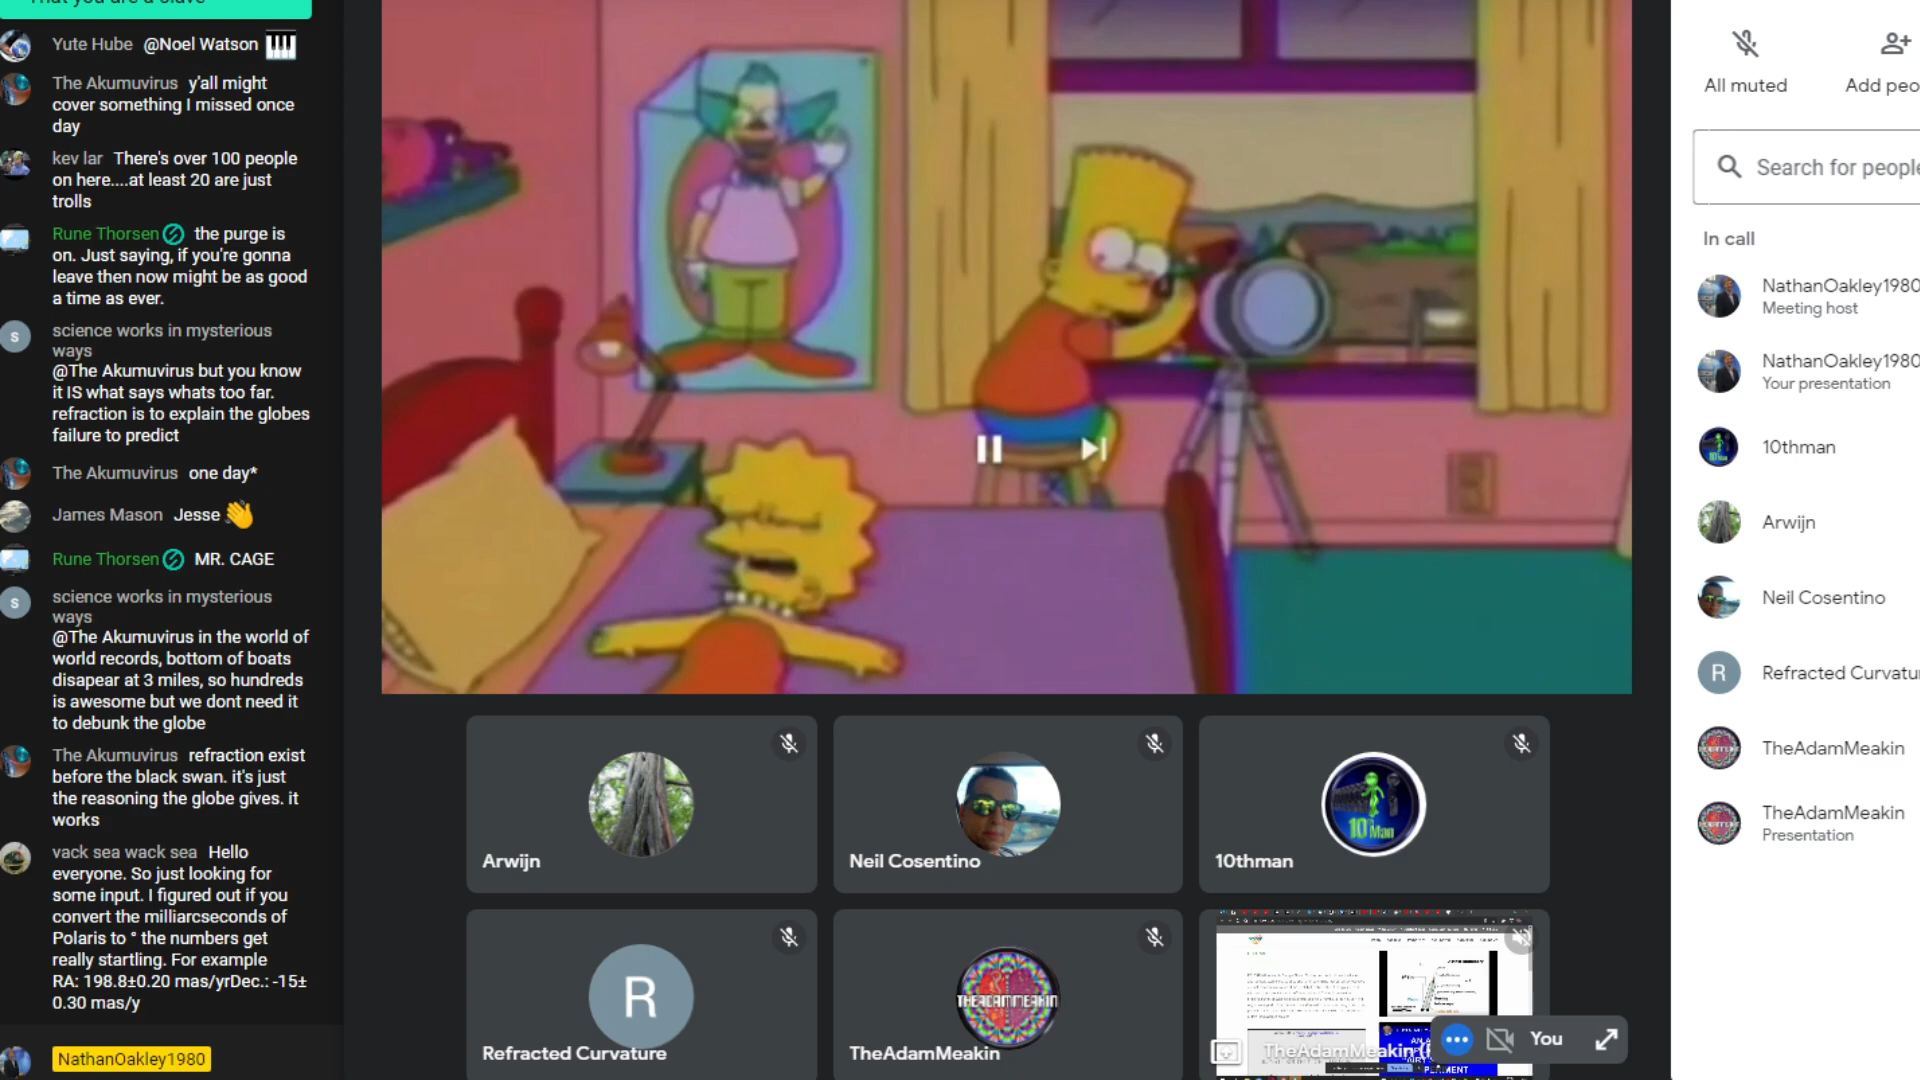 That you are a slave
Yute Hube @Noel Watson
The Akumuvirus y'all might
cover something I missed once
day
kev lar There's over 100 people
on here....at least 20 are just
trolls
Rune Thorsen the purge is
on. Just saying, if you're gonna
leave then now might be as good
a time as ever.
science works in mysterious
ways
@The Akumuvirus but you know
it IS what says whats too far.
refraction is to explain the globes
failure to predict
The Akumuvirus one day*
James Mason Jesse
Rune Thorsen MR. CAGE
science works in mysterious
ways
@The Akumuvirus in the world of
world records, bottom of boats
disapear at 3 miles, so hundreds
is awesome but we dont need it
to debunk the globe
The Akumuvirus refraction exist
before the black swan. it's just
the reasoning the globe gives. it
works
vack sea wack sea Hello
everyone. So just looking for
some input. I figured out if you
convert the milliarcseconds of
Polaris to ° the numbers get
really startling. For example
RA: 198.8±0.20 mas/yrDec.: -15±
0.30 mas/y
NathanOakley1980
S
S
Arwijn
Neil Cosentino
10th Man
10thman
R
Refracted Curvature
THEADAMMEAKIN
TheAdamMeakin
TheAdamMeakin (
You
All muted
Add peo
Search for people
In call
NathanOakley1980
Meeting host
NathanOakley1980
Your presentation
10thman
Arwijn
Neil Cosentino
R
Refracted Curvatu
TheAdamMeakin
TheAdamMeakin
Presentation